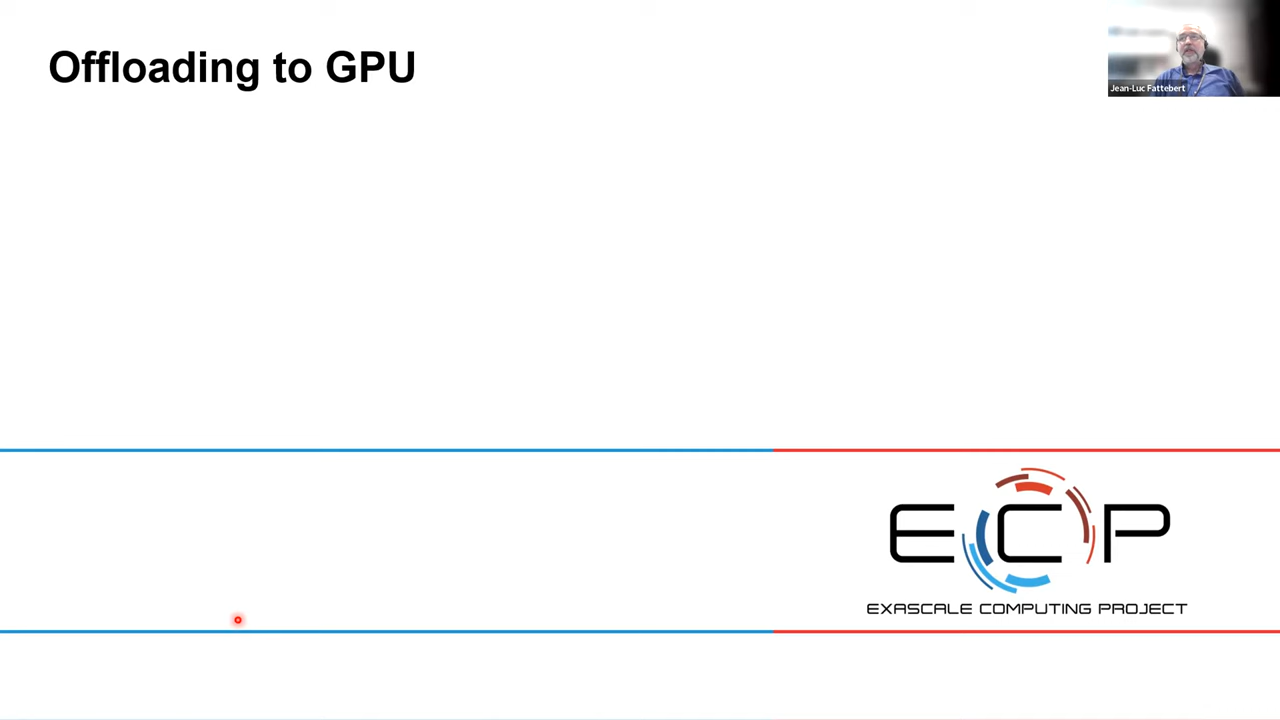 Offloading to GPU
Jean-Luc Fattebert
ECP
EXASCALE COMPUTING PROJECT